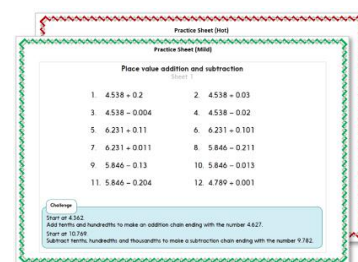 Practice Sheet (Hot)
Practice Sheet (Mild)
Place value addition and subtraction
Sheet 1
1. 4.538 + 0.2
2. 4.538 + 0.03
3. 4.538 − 0.004
4. 4.538 − 0.02
5. 6.231 + 0.11
6. 6.231 + 0.101
7. 6.231 + 0.011
8. 5.846 − 0.211
9. 5.846 − 0.13
10. 5.846 − 0.013
11. 5.846 − 0.204
12. 4.789 + 0.001
Challenge
Start at 4.362
Add tenths and hundredths to make an addition chain ending with the number 4.627.
Start at 10.769
Subtract tenths, hundredths and thousandths to make a subtraction chain ending with the number 9.782.